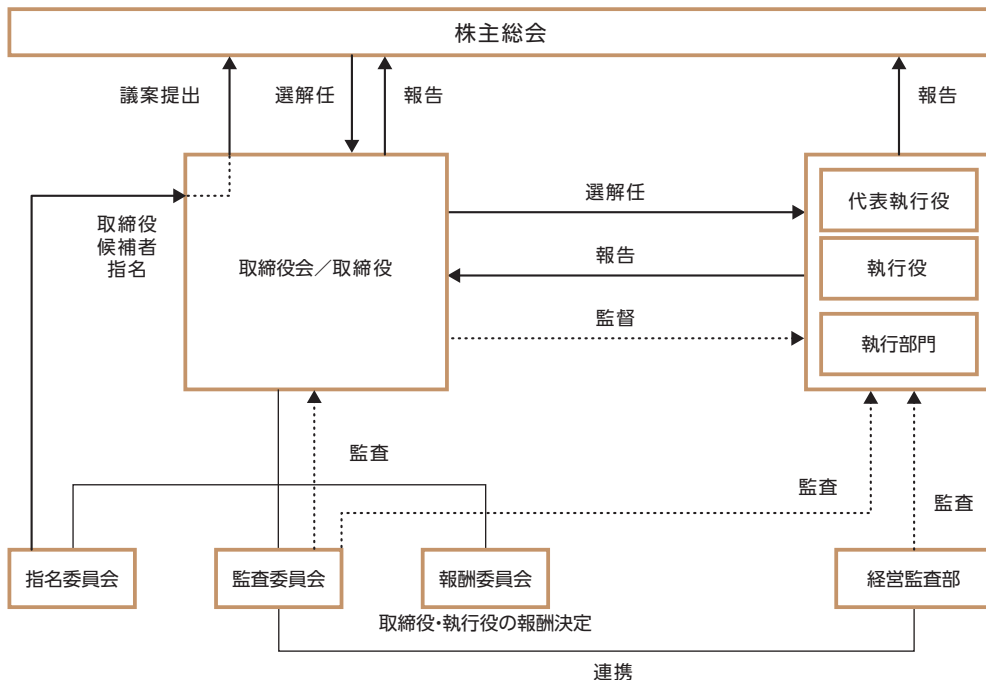 株主総会
議案提出
選解任
報告
報告
取締役
候補者
指名
取締役会／取締役
選解任
報告
監督
代表執行役
執行役
執行部門
監査
監査
監査
指名委員会
監査委員会
報酬委員会
経営監査部
取締役・執行役の報酬決定
連携